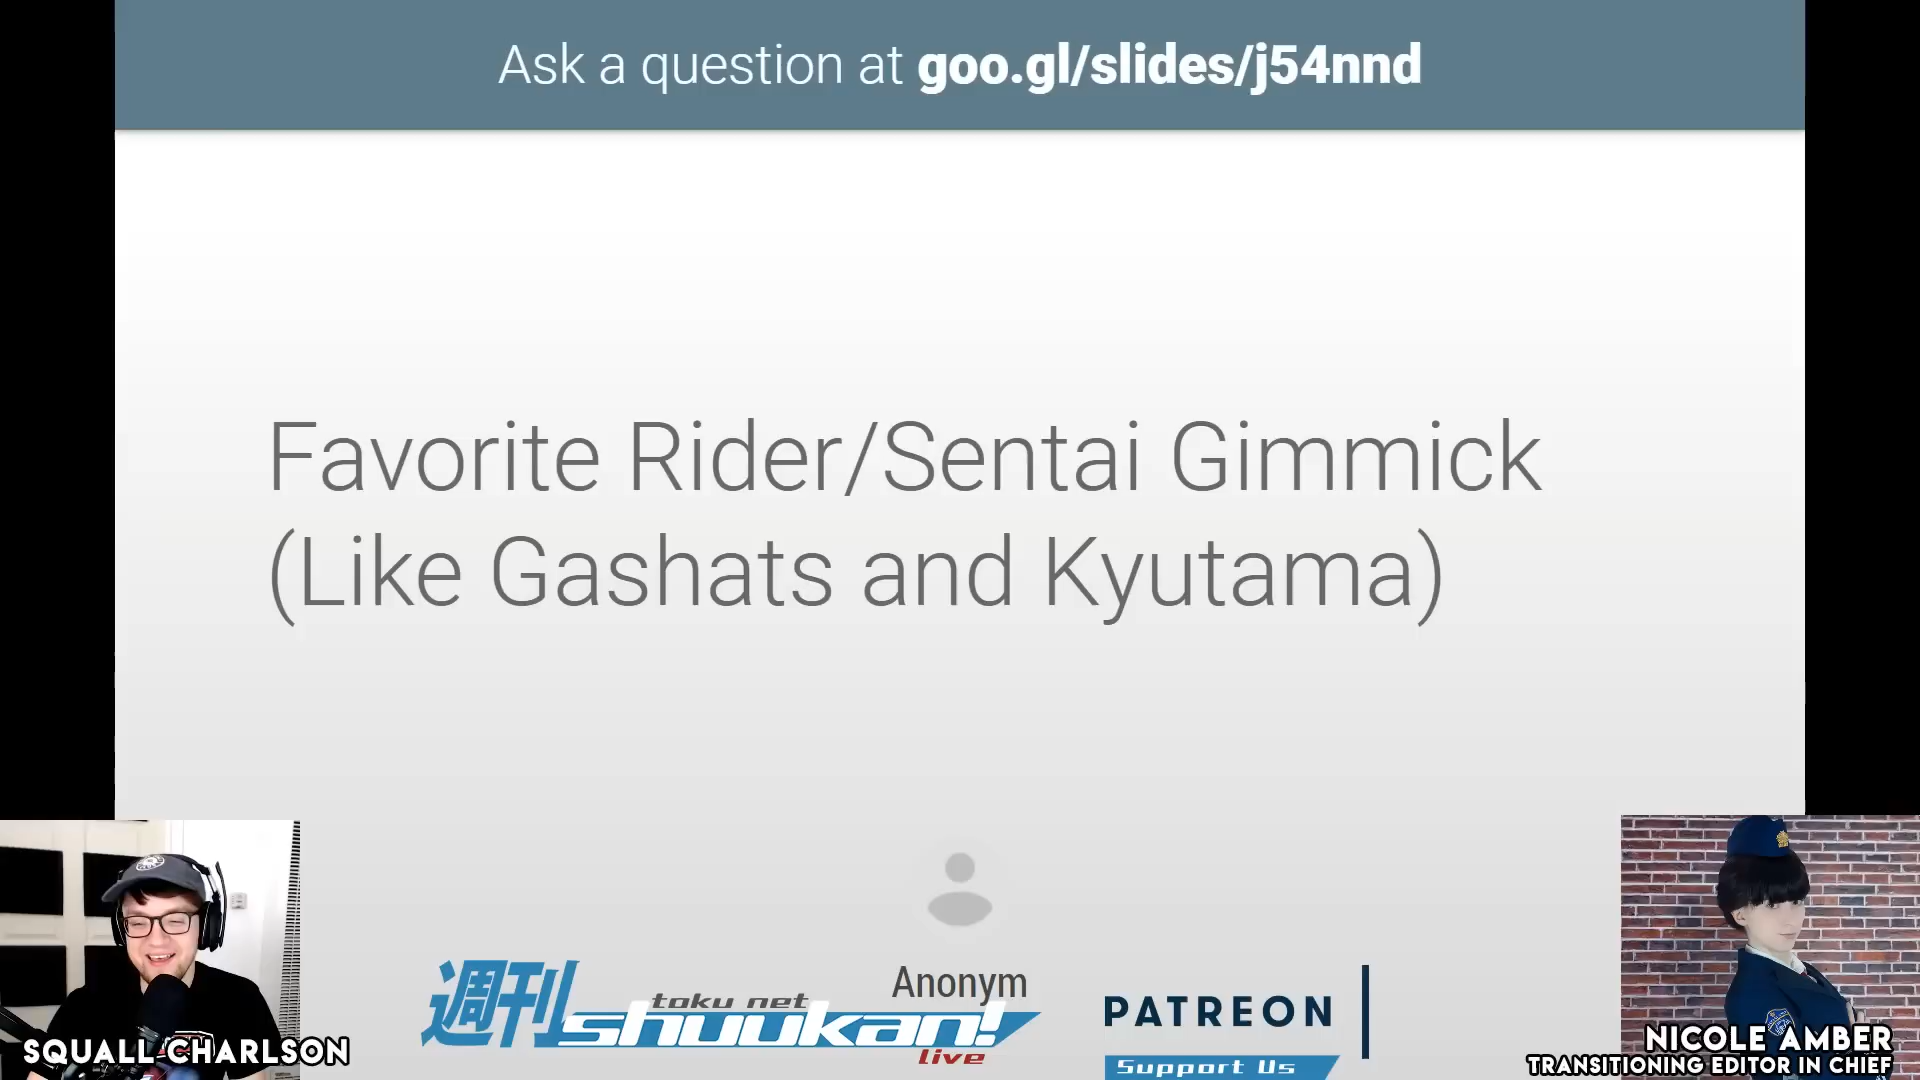 Ask a question at goo.gl/slides/j54nnd
Favorite Rider/Sentai Gimmick
(Like Gashats and Kyutama)
Anonym
週刊
toku net
shuukan!
live
PATREON
Support Us
SQUALL CHARLSON
NICOLE AMBER
TRANSITIONING EDITOR IN CHIEF